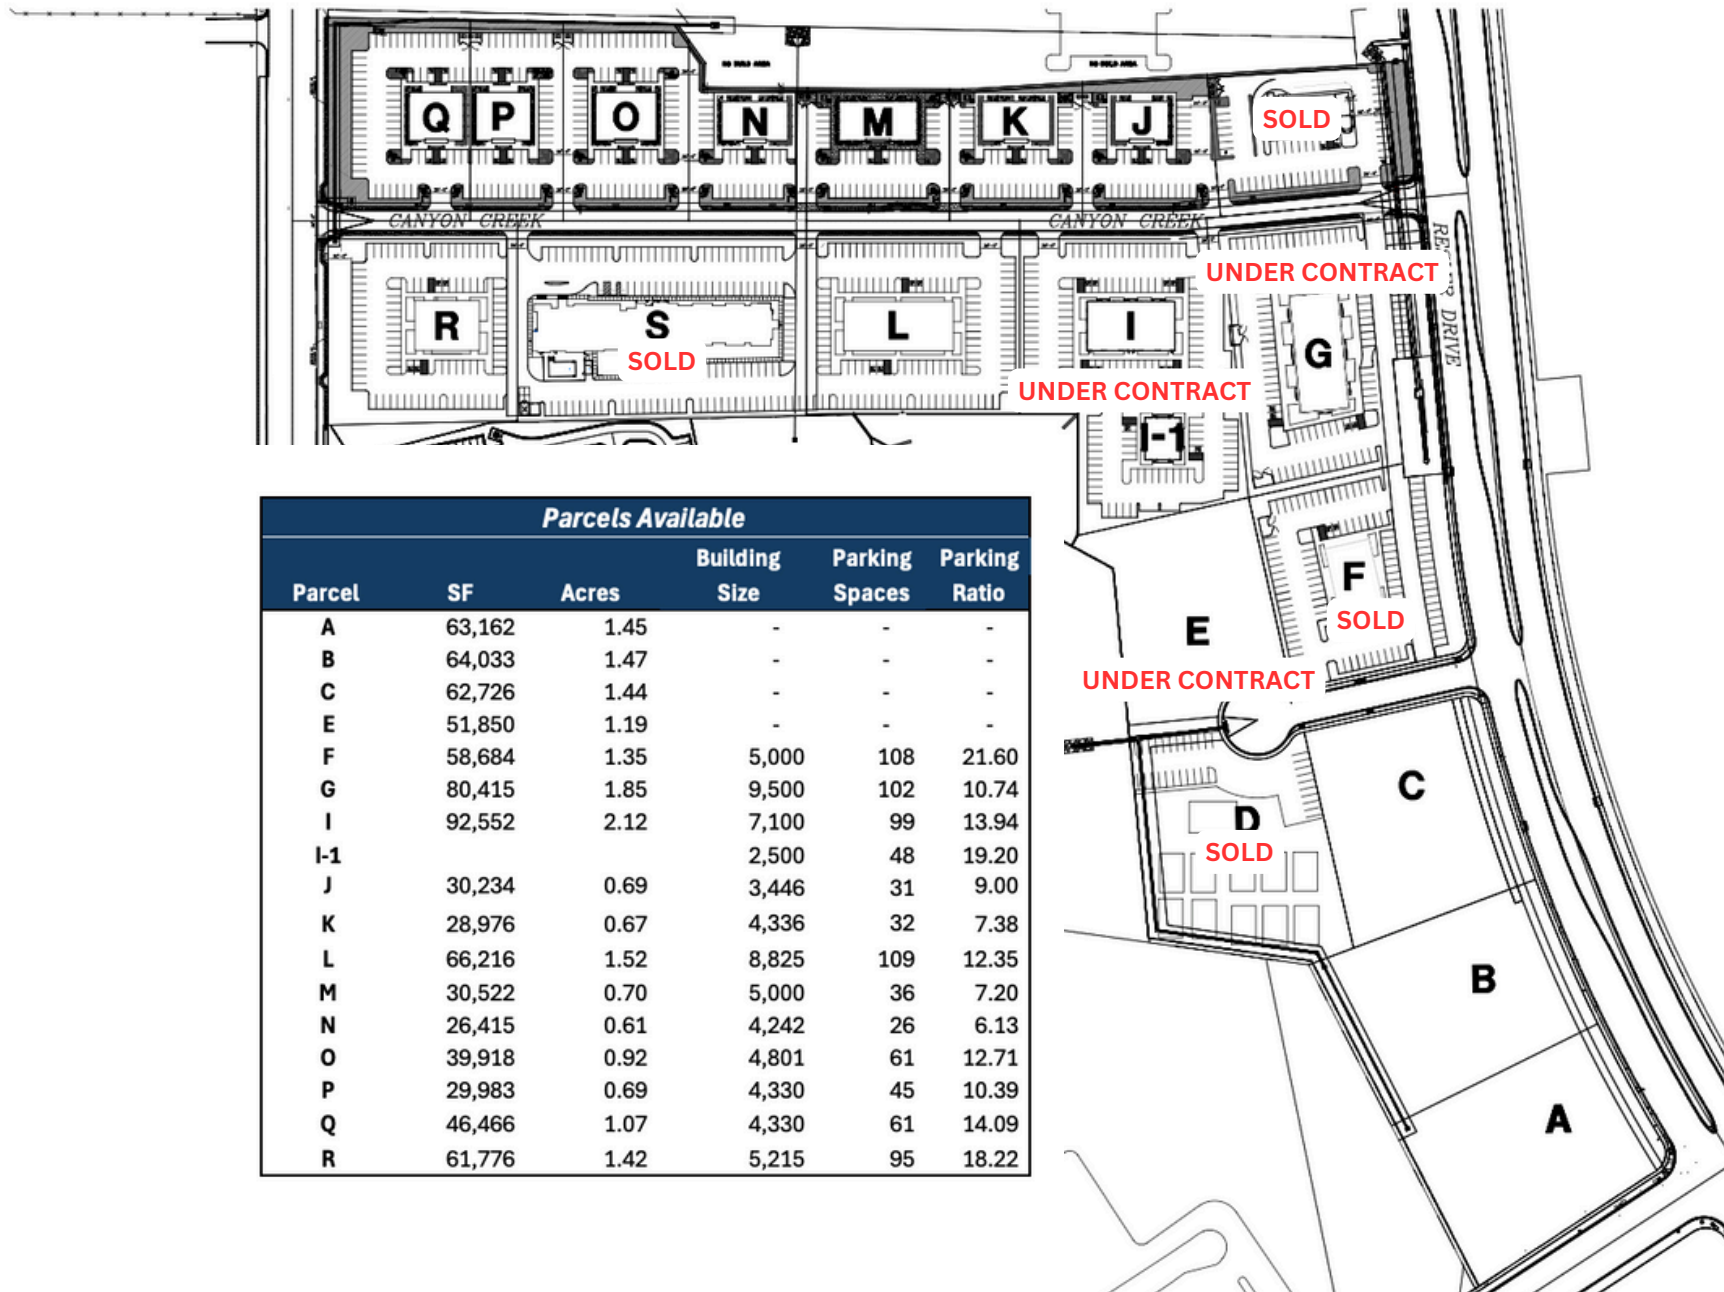 NO BUILD AREA
NO BUILD AREA
Q P O N M K J SOLD
CANYON CREEK CANYON CREEK
REGER DRIVE
UNDER CONTRACT
R S L I G
SOLD
UNDER CONTRACT
I-1
F
SOLD
E
UNDER CONTRACT
C
D
SOLD
B
A
Parcels Available
Building Parking Parking
Parcel SF Acres Size Spaces Ratio
A 63,162 1.45 - - -
B 64,033 1.47 - - -
C 62,726 1.44 - - -
E 51,850 1.19 - - -
F 58,684 1.35 5,000 108 21.60
G 80,415 1.85 9,500 102 10.74
I 92,552 2.12 7,100 99 13.94
I-1 2,500 48 19.20
J 30,234 0.69 3,446 31 9.00
K 28,976 0.67 4,336 32 7.38
L 66,216 1.52 8,825 109 12.35
M 30,522 0.70 5,000 36 7.20
N 26,415 0.61 4,242 26 6.13
O 39,918 0.92 4,801 61 12.71
P 29,983 0.69 4,330 45 10.39
Q 46,466 1.07 4,330 61 14.09
R 61,776 1.42 5,215 95 18.22